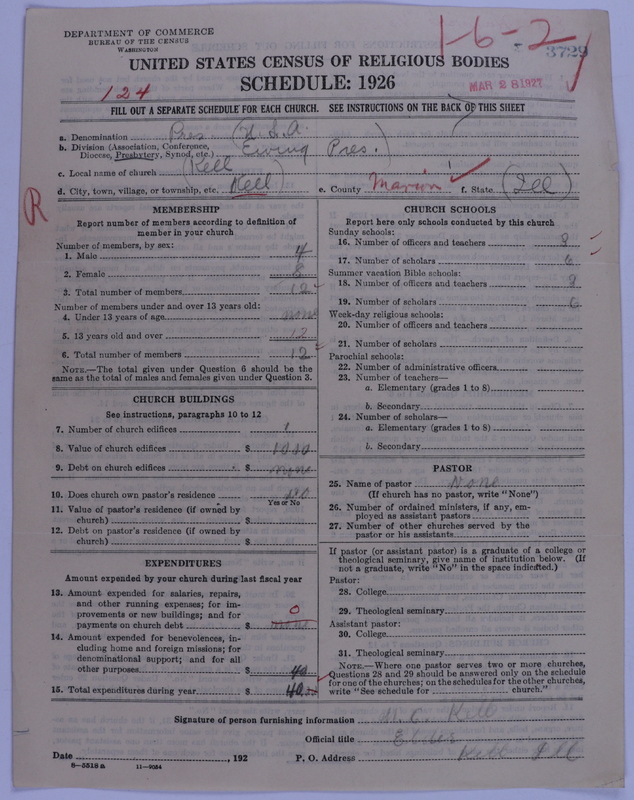 DEPARTMENT OF COMMERCE
BUREAU OF THE CENSUS
WASHINGTON
1-6-2
3729
UNITED STATES CENSUS OF RELIGIOUS BODIES
SCHEDULE: 1926
MAR 28 1927
124
FILL OUT A SEPARATE SCHEDULE FOR EACH CHURCH. SEE INSTRUCTIONS ON THE BACK OF THIS SHEET
a. Denomination Pres (U.S.A.
b. Division (Association, Conference,
Diocese, Presbytery, Synod, etc.) Ewing Pres.)
c. Local name of church (Kell
d. City, town, village, or township, etc. Kell) e. County Marion f. State (Ill)
R
MEMBERSHIP
Report number of members according to definition of
member in your church
Number of members, by sex:
1. Male 4
2. Female 8
3. Total number of members 12
Number of members under and over 13 years old:
4. Under 13 years of age none
5. 13 years old and over 12
6. Total number of members 12
NOTE.—The total given under Question 6 should be
same as the total of males and females given under Question 3.
CHURCH BUILDINGS
See instructions, paragraphs 10 to 12
7. Number of church edifices 1
8. Value of church edifices $
9. Debt on church edifices $ none
10. Does church own pastor's residence no
Yes or No
11. Value of pastor's residence (if owned by
church) $
12. Debt on pastor's residence (if owned by
church) $
EXPENDITURES
Amount expended by your church during last fiscal year
13. Amount expended for salaries, repairs,
and other running expenses; for im-
provements or new buildings; and for
payments on church debt $ none 0
14. Amount expended for benevolences, in-
cluding home and foreign missions; for
denominational support; and for all
other purposes $ 40
15. Total expenditures during year $ 40.00
CHURCH SCHOOLS
Report here only schools conducted by this church
Sunday schools:
16. Number of officers and teachers
17. Number of scholars
Summer vacation Bible schools:
18. Number of officers and teachers
19. Number of scholars
Week-day religious schools:
20. Number of officers and teachers
21. Number of scholars
Parochial schools:
22. Number of administrative officers
23. Number of teachers—
a. Elementary (grades 1 to 8)
b. Secondary
24. Number of scholars—
a. Elementary (grades 1 to 8)
b. Secondary
PASTOR
25. Name of pastor None
(If church has no pastor, write "None")
26. Number of ordained ministers, if any, em-
ployed as assistant pastors
27. Number of other churches served by the
pastor or his assistants
If pastor (or assistant pastor) is a graduate of a college or
theological seminary, give name of institution below. (If
not a graduate, write "No" in the space indicated.)
Pastor:
28. College
29. Theological seminary
Assistant pastor:
30. College
31. Theological seminary
NOTE.—Where one pastor serves two or more churches,
Questions 28 and 29 should be answered only on the schedule
for one of the churches; on the schedules for the other churches,
write "See schedule for church."
Signature of person furnishing information Kell
Official title Elder
Date , 192 P. O. Address Kell Ill
8—5518 a 11—9054